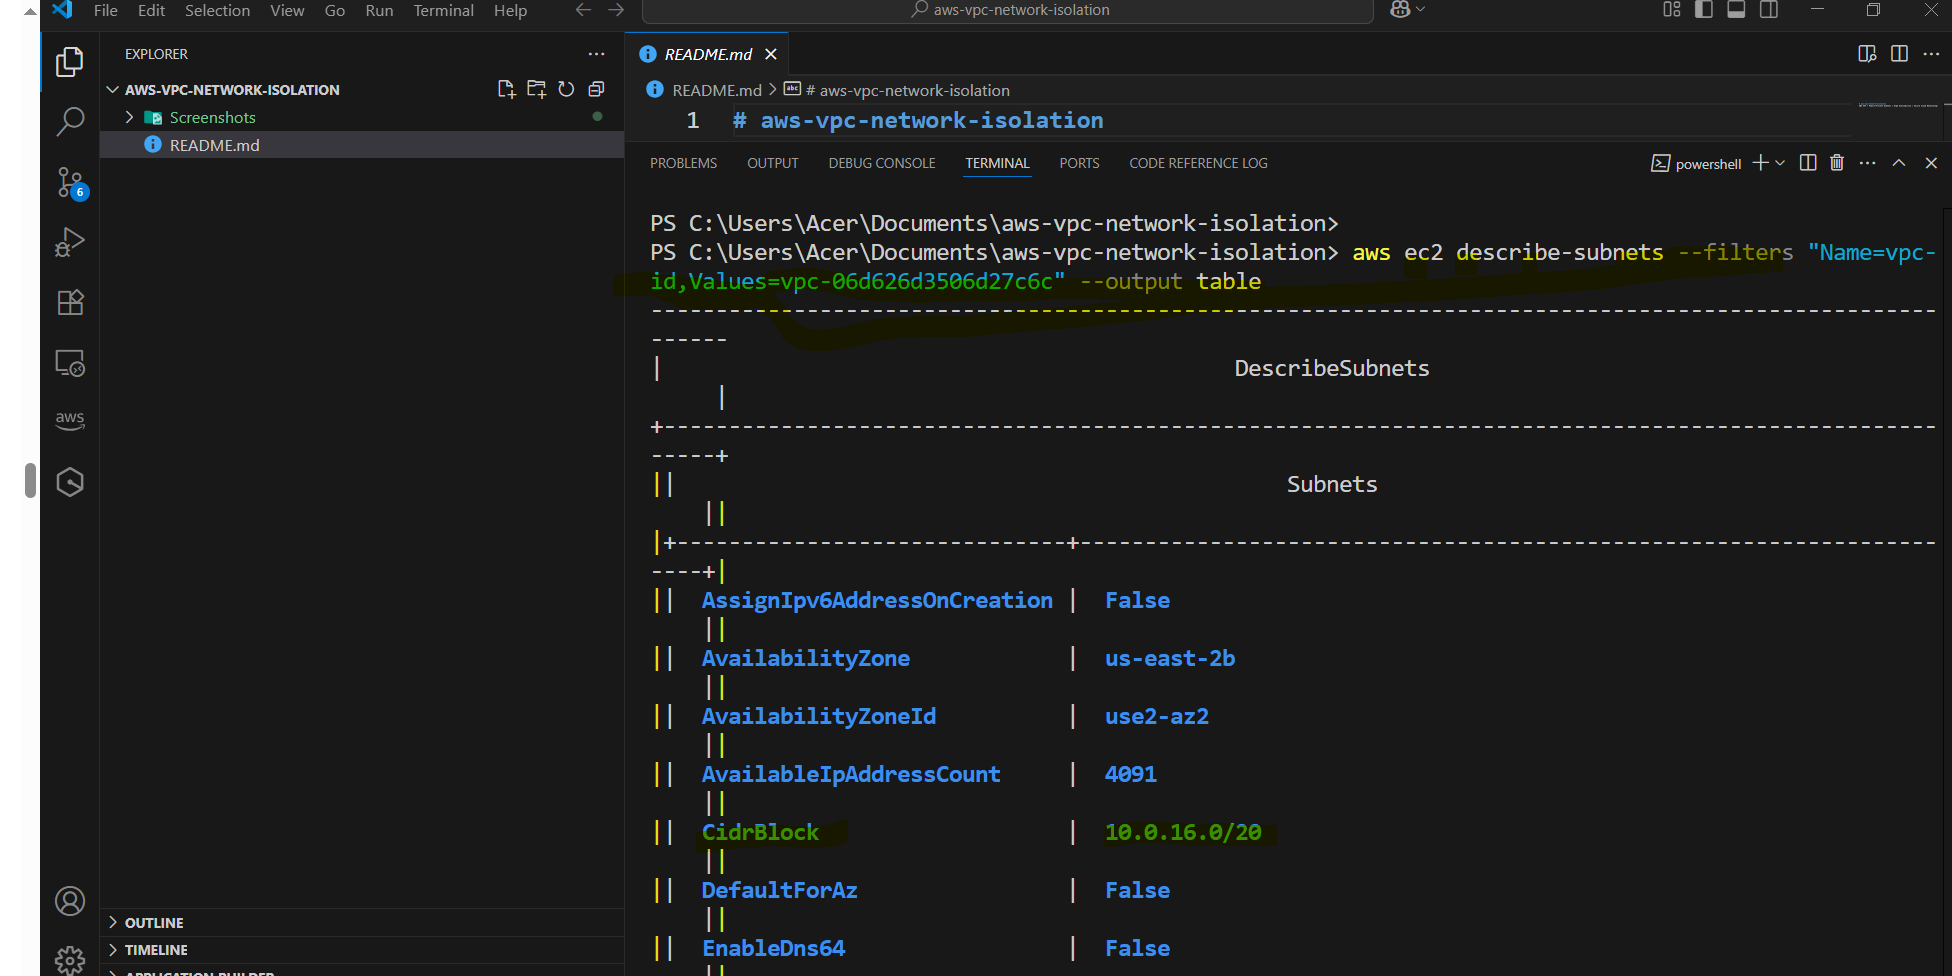 File Edit Selection View Go Run Terminal Help
aws-vpc-network-isolation
EXPLORER
AWS-VPC-NETWORK-ISOLATION
Screenshots
README.md
6
aws
OUTLINE
TIMELINE
APPLICATION BUILDER
README.md
README.md > # aws-vpc-network-isolation
1 # aws-vpc-network-isolation
PROBLEMS OUTPUT DEBUG CONSOLE TERMINAL PORTS CODE REFERENCE LOG
powershell
PS C:\Users\Acer\Documents\aws-vpc-network-isolation>
PS C:\Users\Acer\Documents\aws-vpc-network-isolation> aws ec2 describe-subnets --filters "Name=vpc-
id,Values=vpc-06d626d3506d27c6c" --output table
---------------------------------------------------------------------------------------------------
------
| DescribeSubnets
|
+--------------------------------------------------------------------------------------------------
-----+
|| Subnets
||
|+------------------------------+------------------------------------------------------------------
----+|
|| AssignIpv6AddressOnCreation | False
||
|| AvailabilityZone | us-east-2b
||
|| AvailabilityZoneId | use2-az2
||
|| AvailableIpAddressCount | 4091
||
|| CidrBlock | 10.0.16.0/20
||
|| DefaultForAz | False
||
|| EnableDns64 | False
||